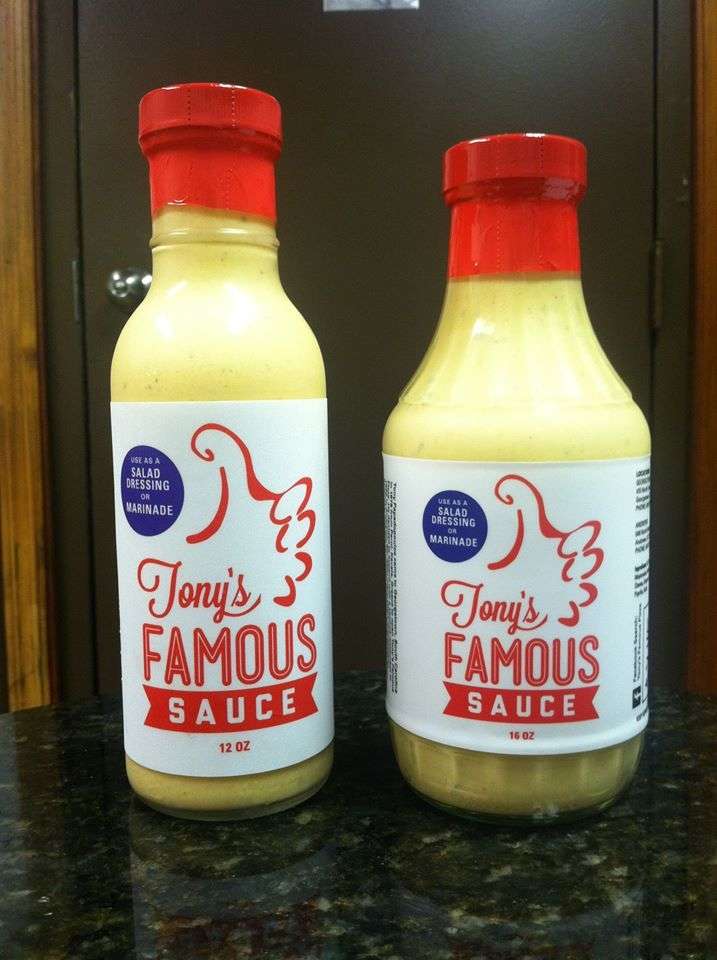 USE AS A
SALAD
DRESSING
OR
MARINADE
Tony's
FAMOUS
SAUCE
12 OZ
USE AS A
SALAD
DRESSING
OR
MARINADE
Tony's
FAMOUS
SAUCE
16 OZ